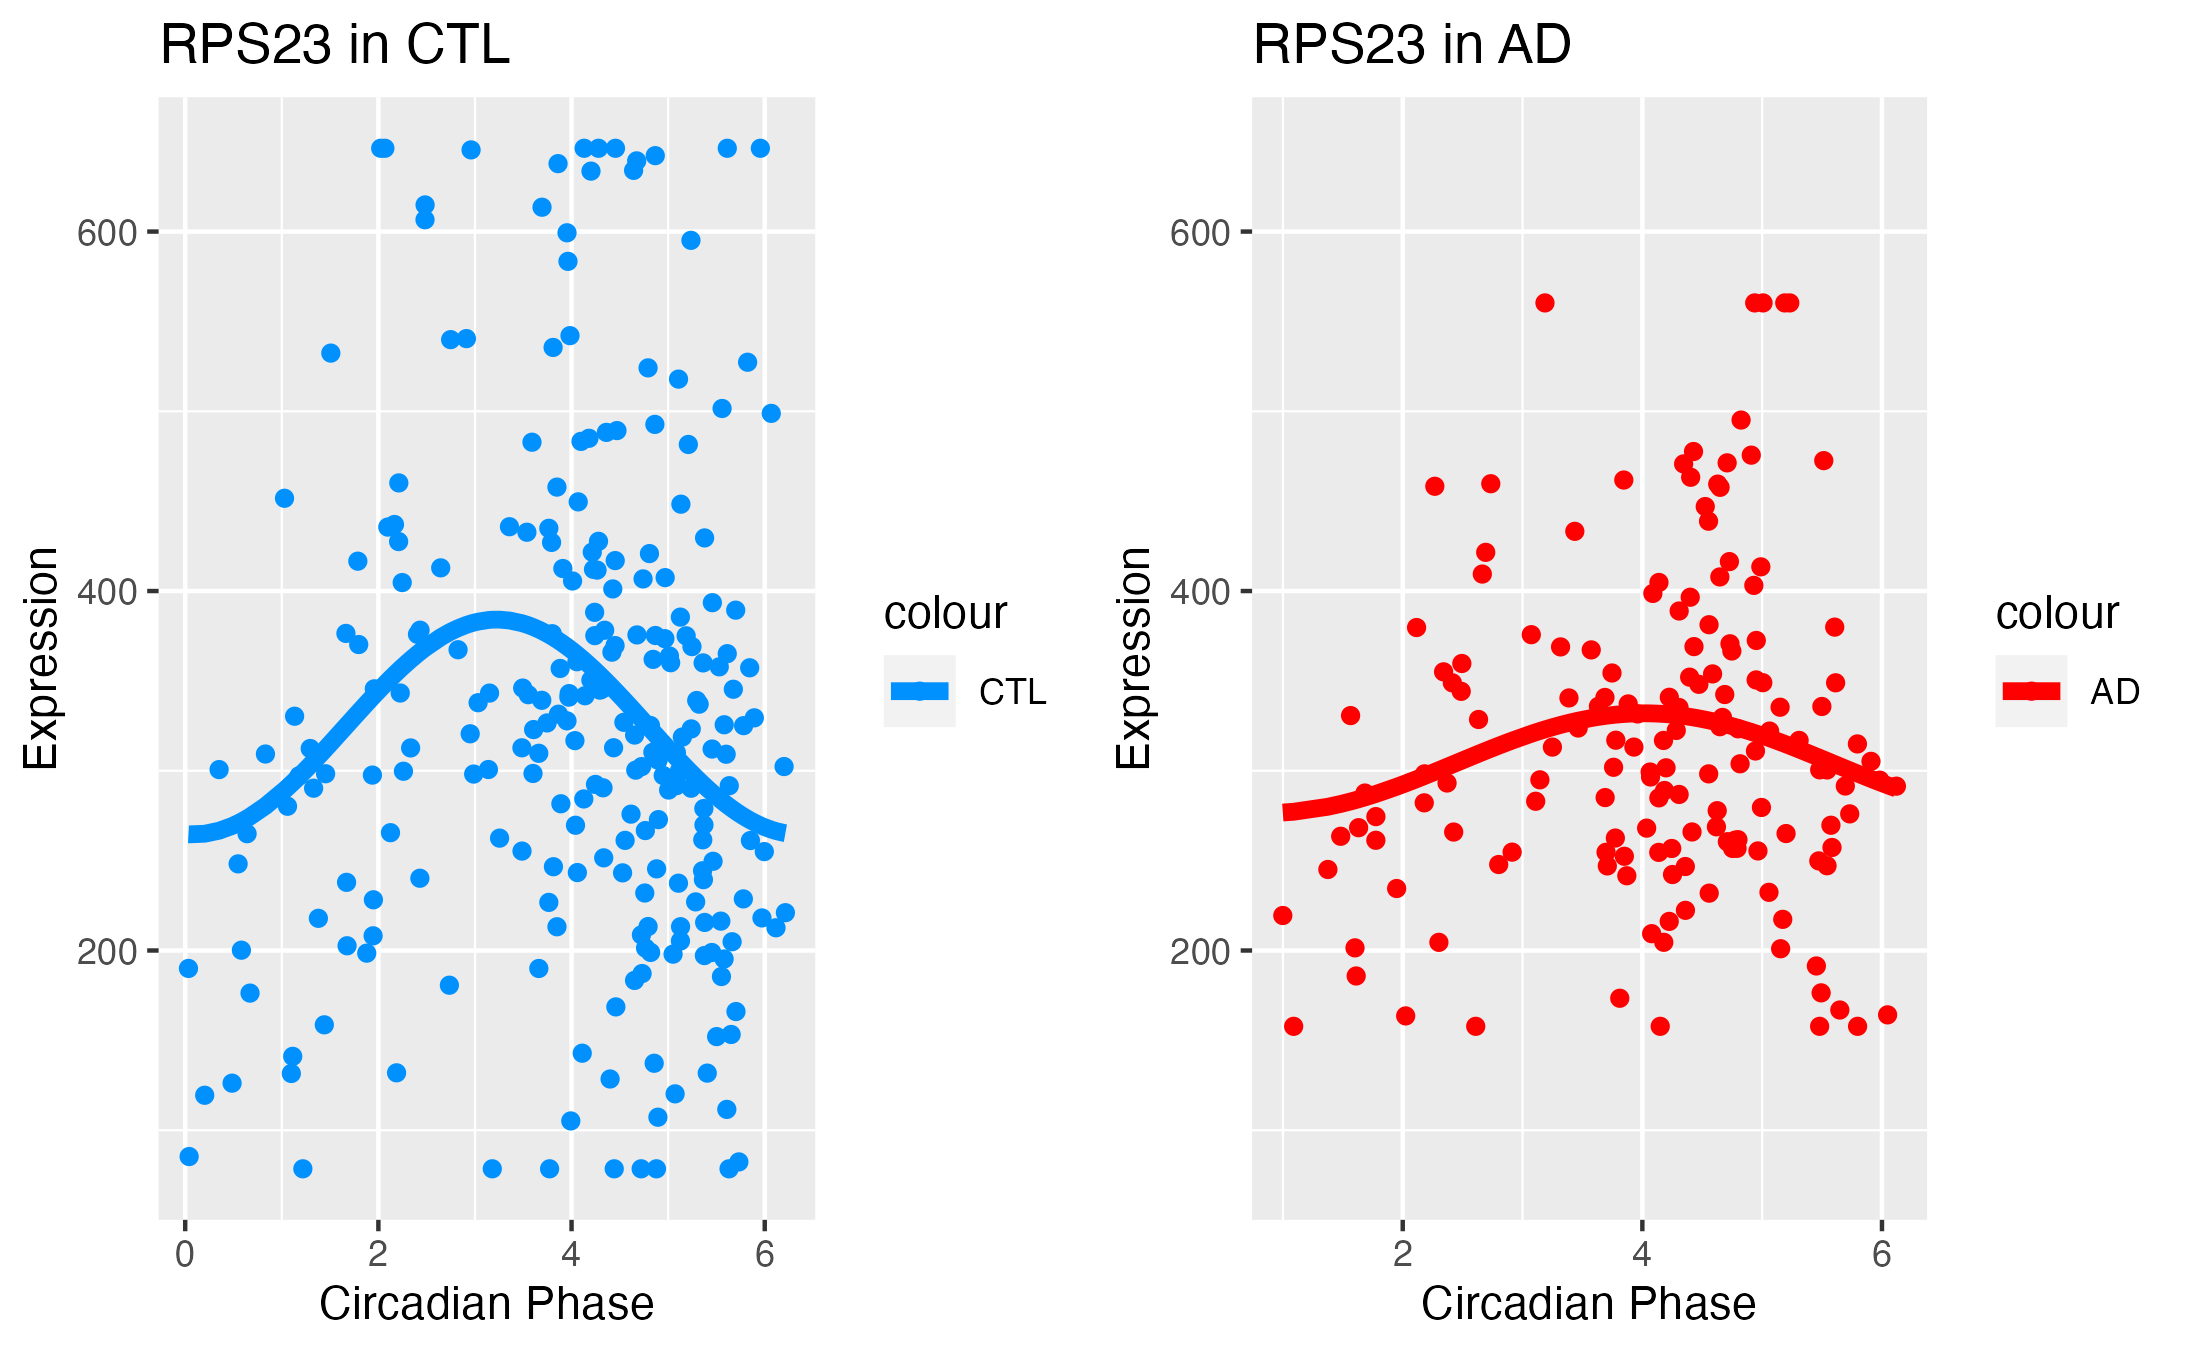 RPS23 in CTL
600
400
200
Expression
0 2 4 6
Circadian Phase
colour
CTL
RPS23 in AD
600
400
200
Expression
2 4 6
Circadian Phase
colour
AD